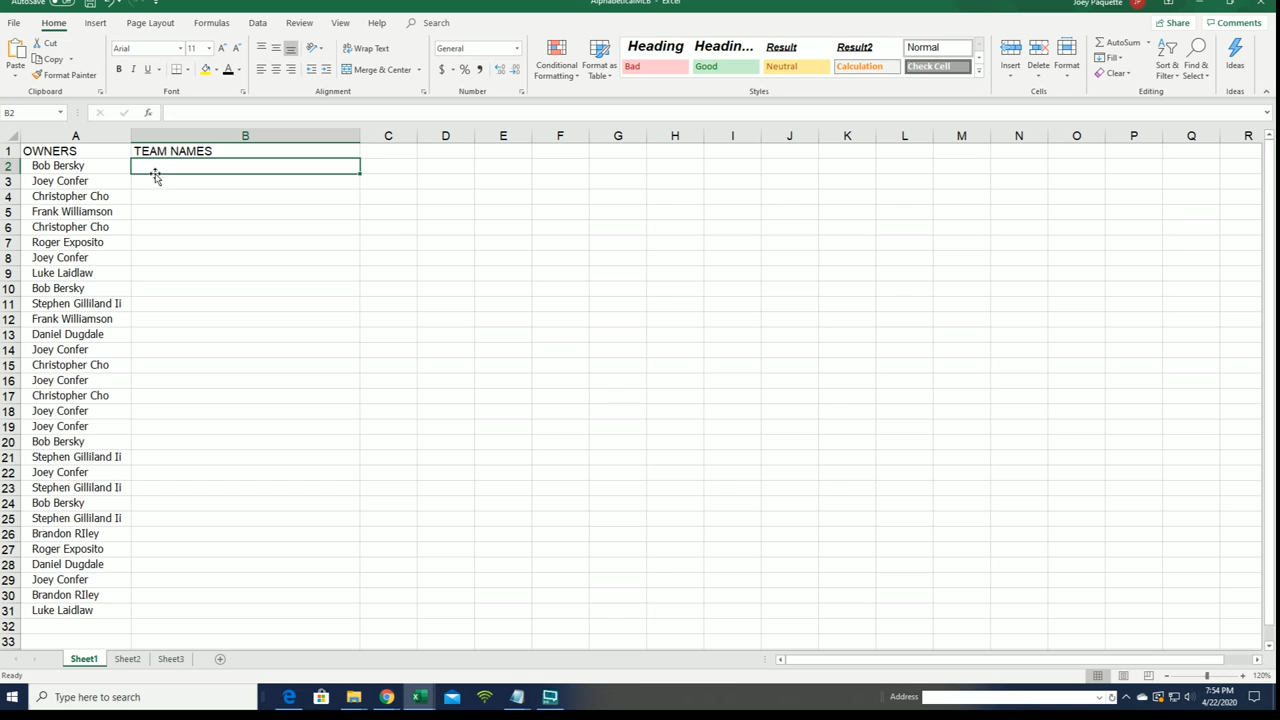 AutoSave Off AlphabeticalMLB - Excel Joey Paquette JP
File Home Insert Page Layout Formulas Data Review View Help Search Share Comments
Cut Arial 11 Wrap Text General Heading Headin... Result Result2 Normal AutoSum
Copy Fill
Paste Format Painter B I U A Merge & Center $ % , Conditional Formatting Format as Table Bad Good Neutral Calculation Check Cell Insert Delete Format Clear Sort & Filter Find & Select Ideas
Clipboard Font Alignment Number Styles Cells Editing Ideas
B2 fx
A B C D E F G H I J K L M N O P Q R
1 OWNERS TEAM NAMES
2 Bob Bersky
3 Joey Confer
4 Christopher Cho
5 Frank Williamson
6 Christopher Cho
7 Roger Exposito
8 Joey Confer
9 Luke Laidlaw
10 Bob Bersky
11 Stephen Gilliland Ii
12 Frank Williamson
13 Daniel Dugdale
14 Joey Confer
15 Christopher Cho
16 Joey Confer
17 Christopher Cho
18 Joey Confer
19 Joey Confer
20 Bob Bersky
21 Stephen Gilliland Ii
22 Joey Confer
23 Stephen Gilliland Ii
24 Bob Bersky
25 Stephen Gilliland Ii
26 Brandon RIley
27 Roger Exposito
28 Daniel Dugdale
29 Joey Confer
30 Brandon RIley
31 Luke Laidlaw
32
33
Sheet1 Sheet2 Sheet3
Ready 120%
Type here to search Address 7:54 PM
4/22/2020